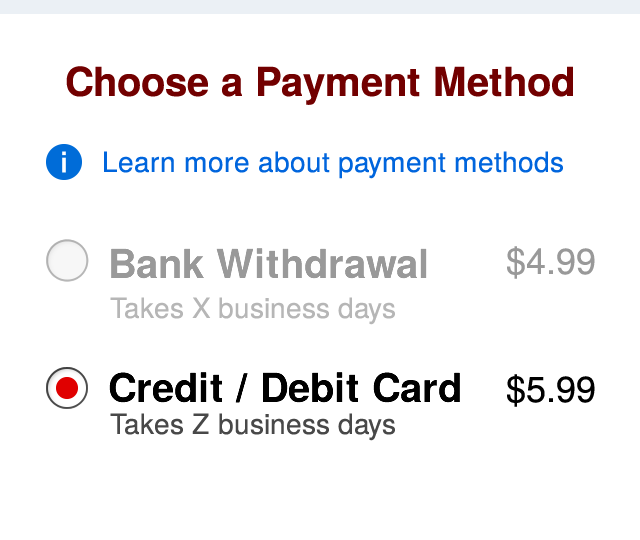 Choose a Payment Method
i Learn more about payment methods
Bank Withdrawal $4.99
Takes X business days
Credit / Debit Card $5.99
Takes Z business days